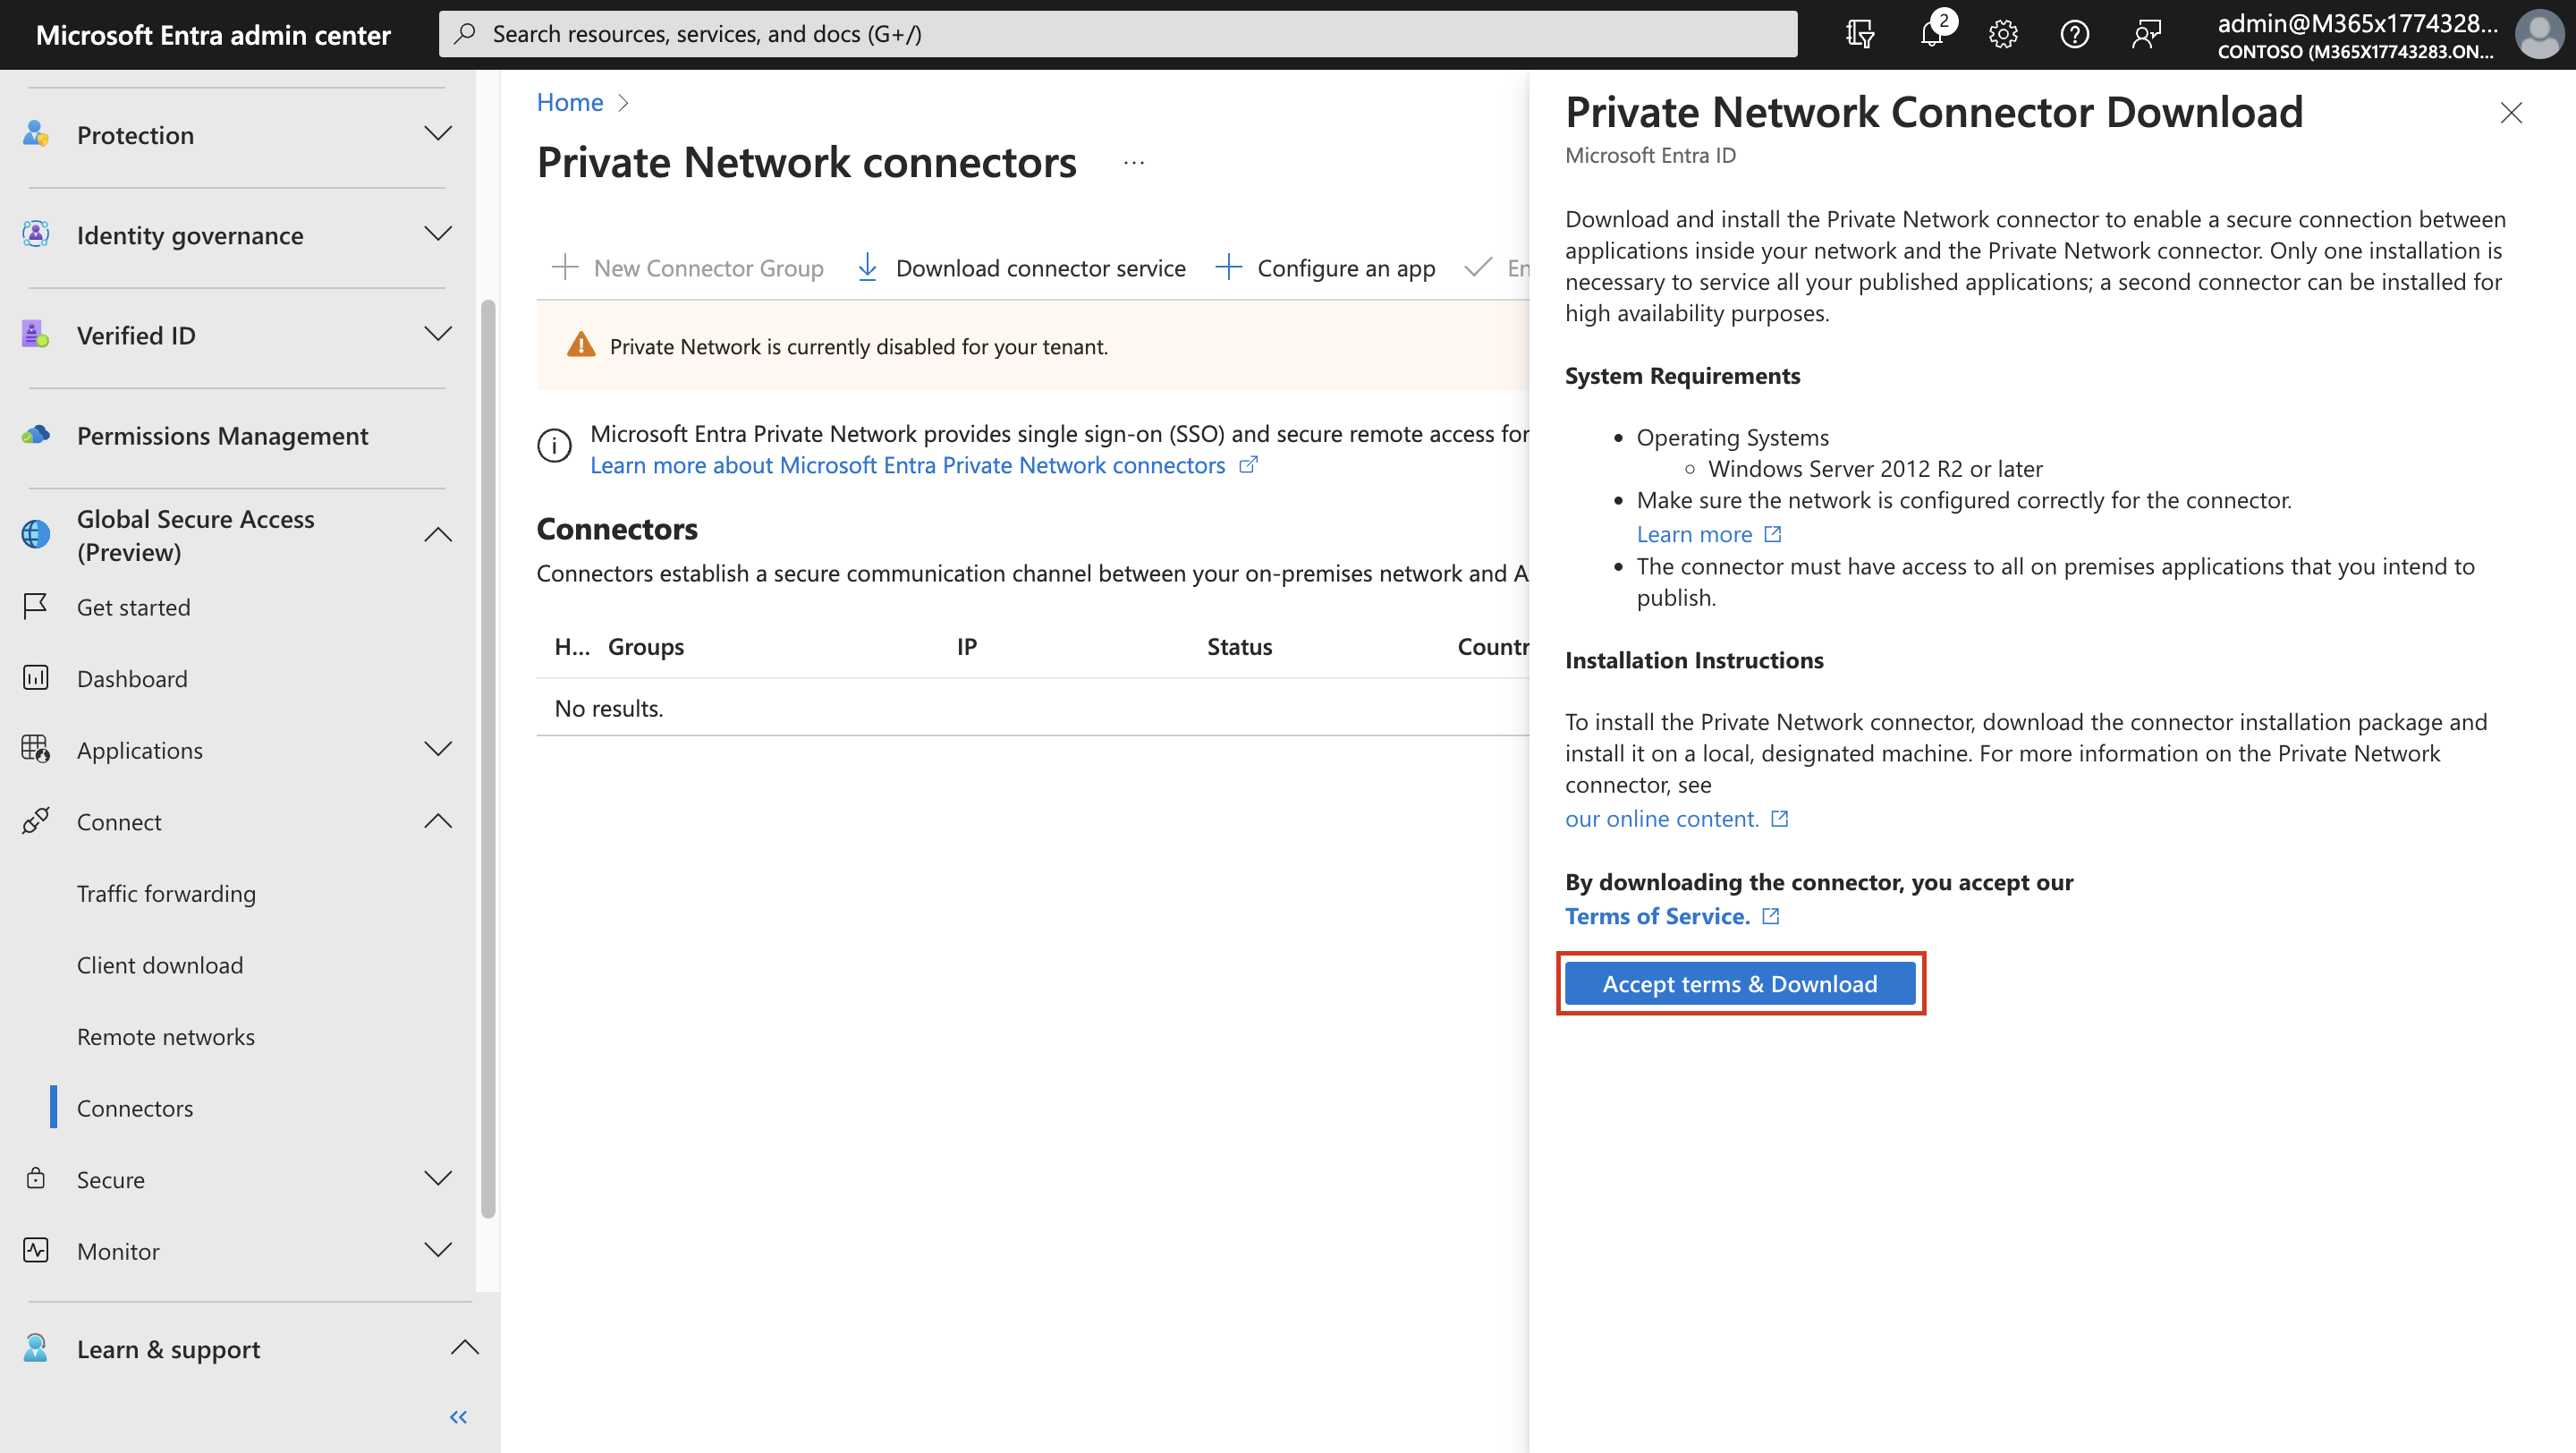 Microsoft Entra admin center
Search resources, services, and docs (G+/)
2
admin@M365x1774328...
CONTOSO (M365X17743283.ON...
Protection
Identity governance
Verified ID
Permissions Management
Global Secure Access
(Preview)
Get started
Dashboard
Applications
Connect
Traffic forwarding
Client download
Remote networks
Connectors
Secure
Monitor
Learn & support
Home
Private Network connectors
...
New Connector Group
Download connector service
Configure an app
En
Private Network is currently disabled for your tenant.
Microsoft Entra Private Network provides single sign-on (SSO) and secure remote access for
Learn more about Microsoft Entra Private Network connectors
Connectors
Connectors establish a secure communication channel between your on-premises network and A
H... Groups IP Status Countr
No results.
Private Network Connector Download
Microsoft Entra ID
Download and install the Private Network connector to enable a secure connection between
applications inside your network and the Private Network connector. Only one installation is
necessary to service all your published applications; a second connector can be installed for
high availability purposes.
System Requirements
Operating Systems
Windows Server 2012 R2 or later
Make sure the network is configured correctly for the connector.
Learn more
The connector must have access to all on premises applications that you intend to
publish.
Installation Instructions
To install the Private Network connector, download the connector installation package and
install it on a local, designated machine. For more information on the Private Network
connector, see
our online content.
By downloading the connector, you accept our
Terms of Service.
Accept terms & Download